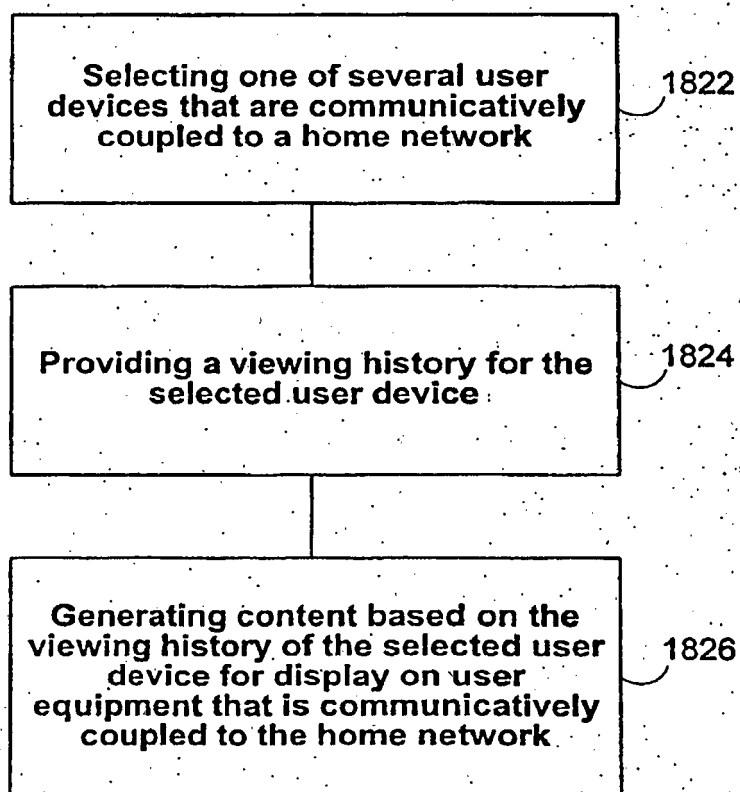 Selecting one of several user
devices that are communicatively
coupled to a home network
1822
Providing a viewing history for the
selected user device
1824
Generating content based on the
viewing history of the selected user
device for display on user
equipment that is communicatively
coupled to the home network
1826